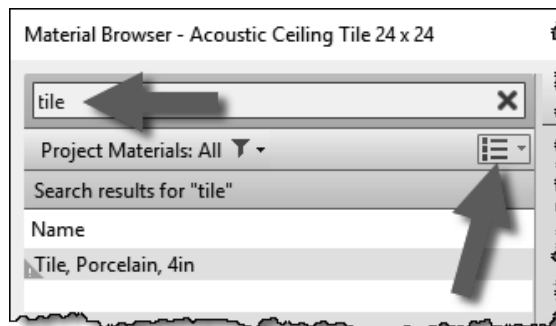 Material Browser - Acoustic Ceiling Tile 24 x 24
tile
Project Materials: All
Search results for "tile"
Name
Tile, Porcelain, 4in